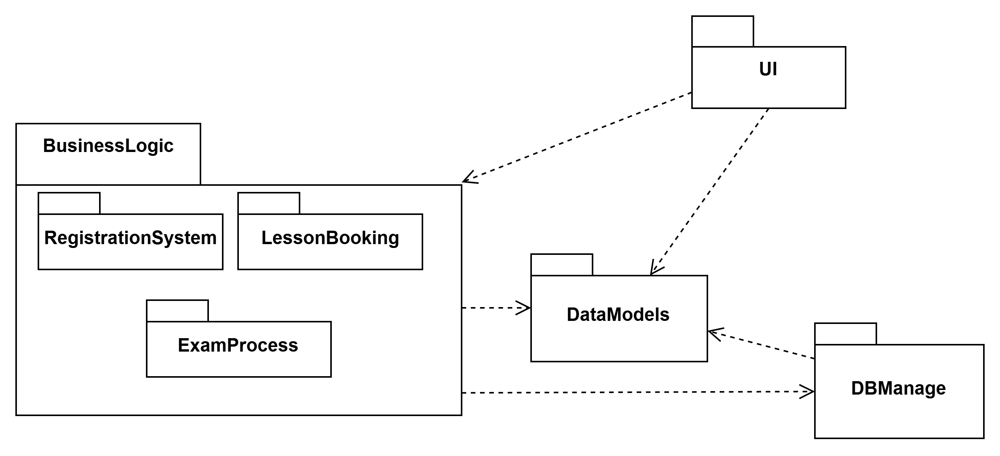 UI
BusinessLogic
RegistrationSystem
LessonBooking
DataModels
ExamProcess
DBManage